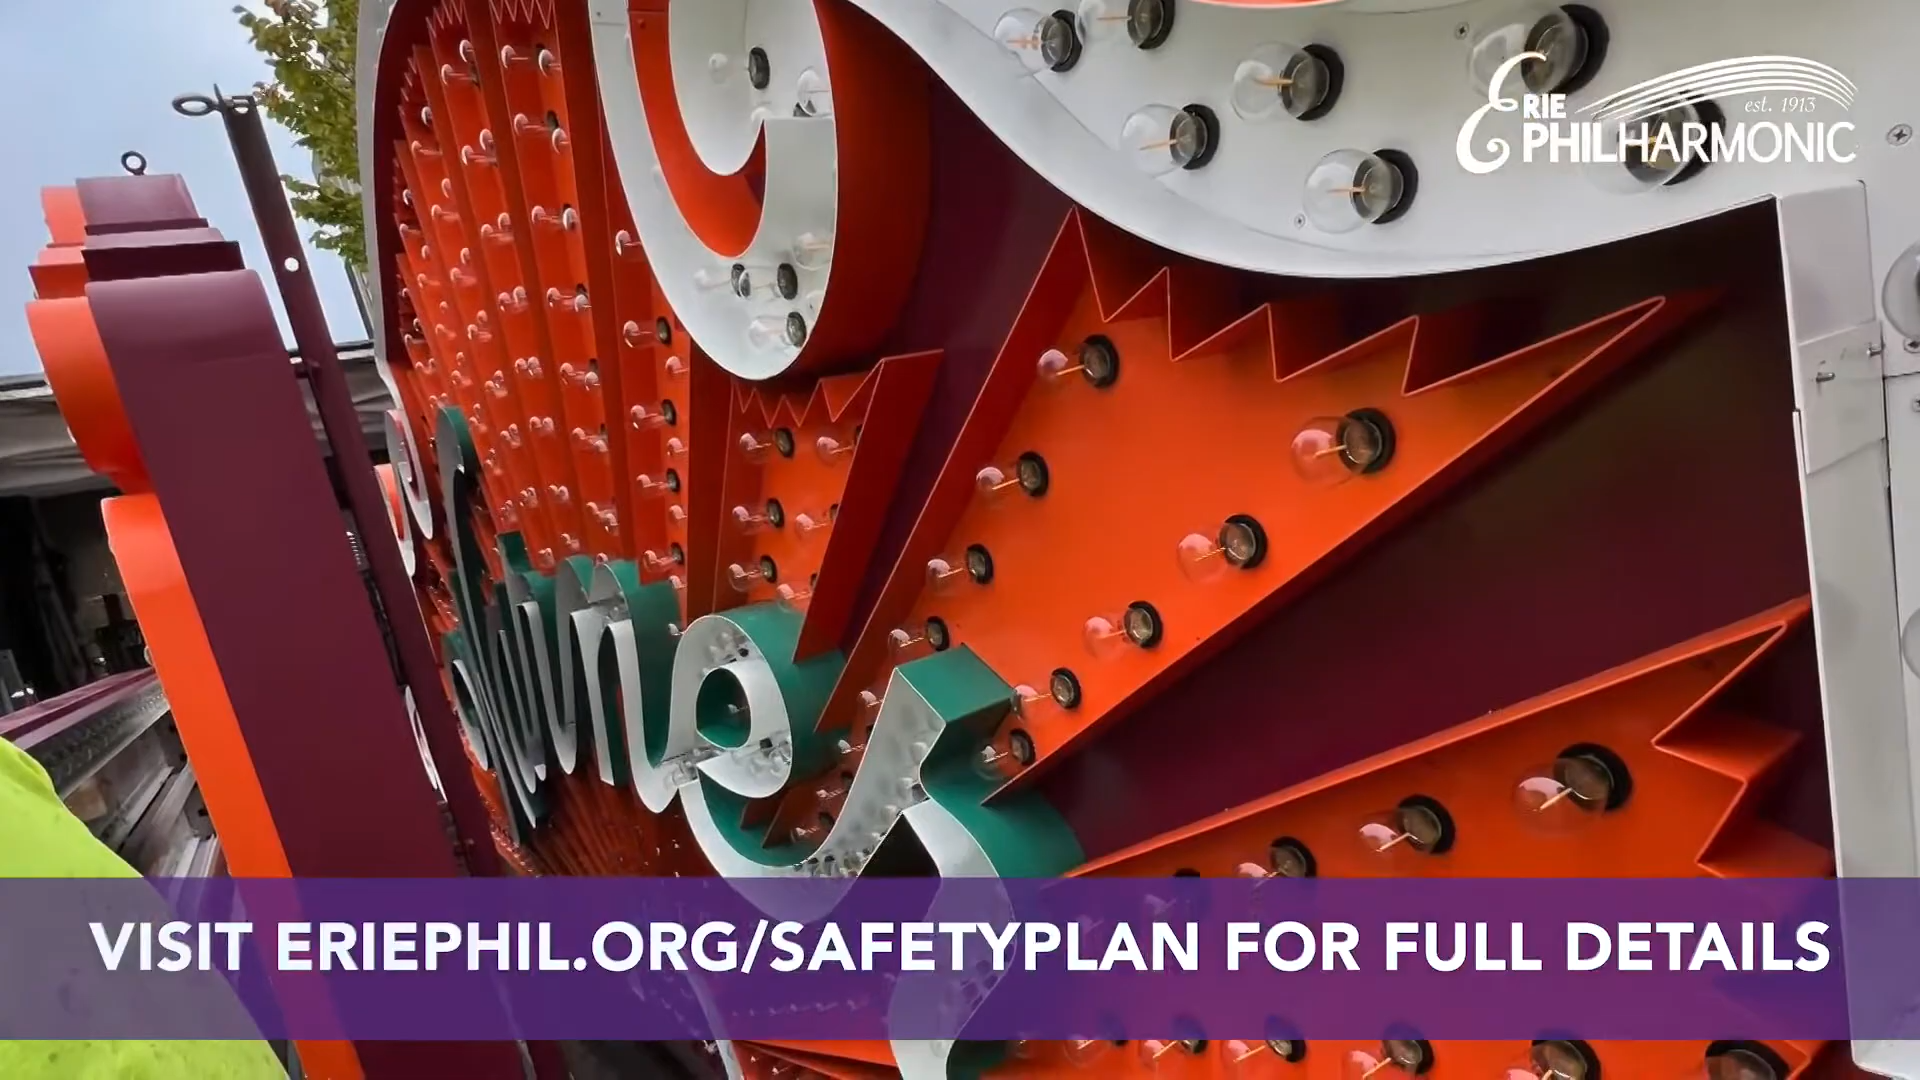 ERIE
est. 1913
PHILHARMONIC
VISIT ERIEPHIL.ORG/SAFETYPLAN FOR FULL DETAILS